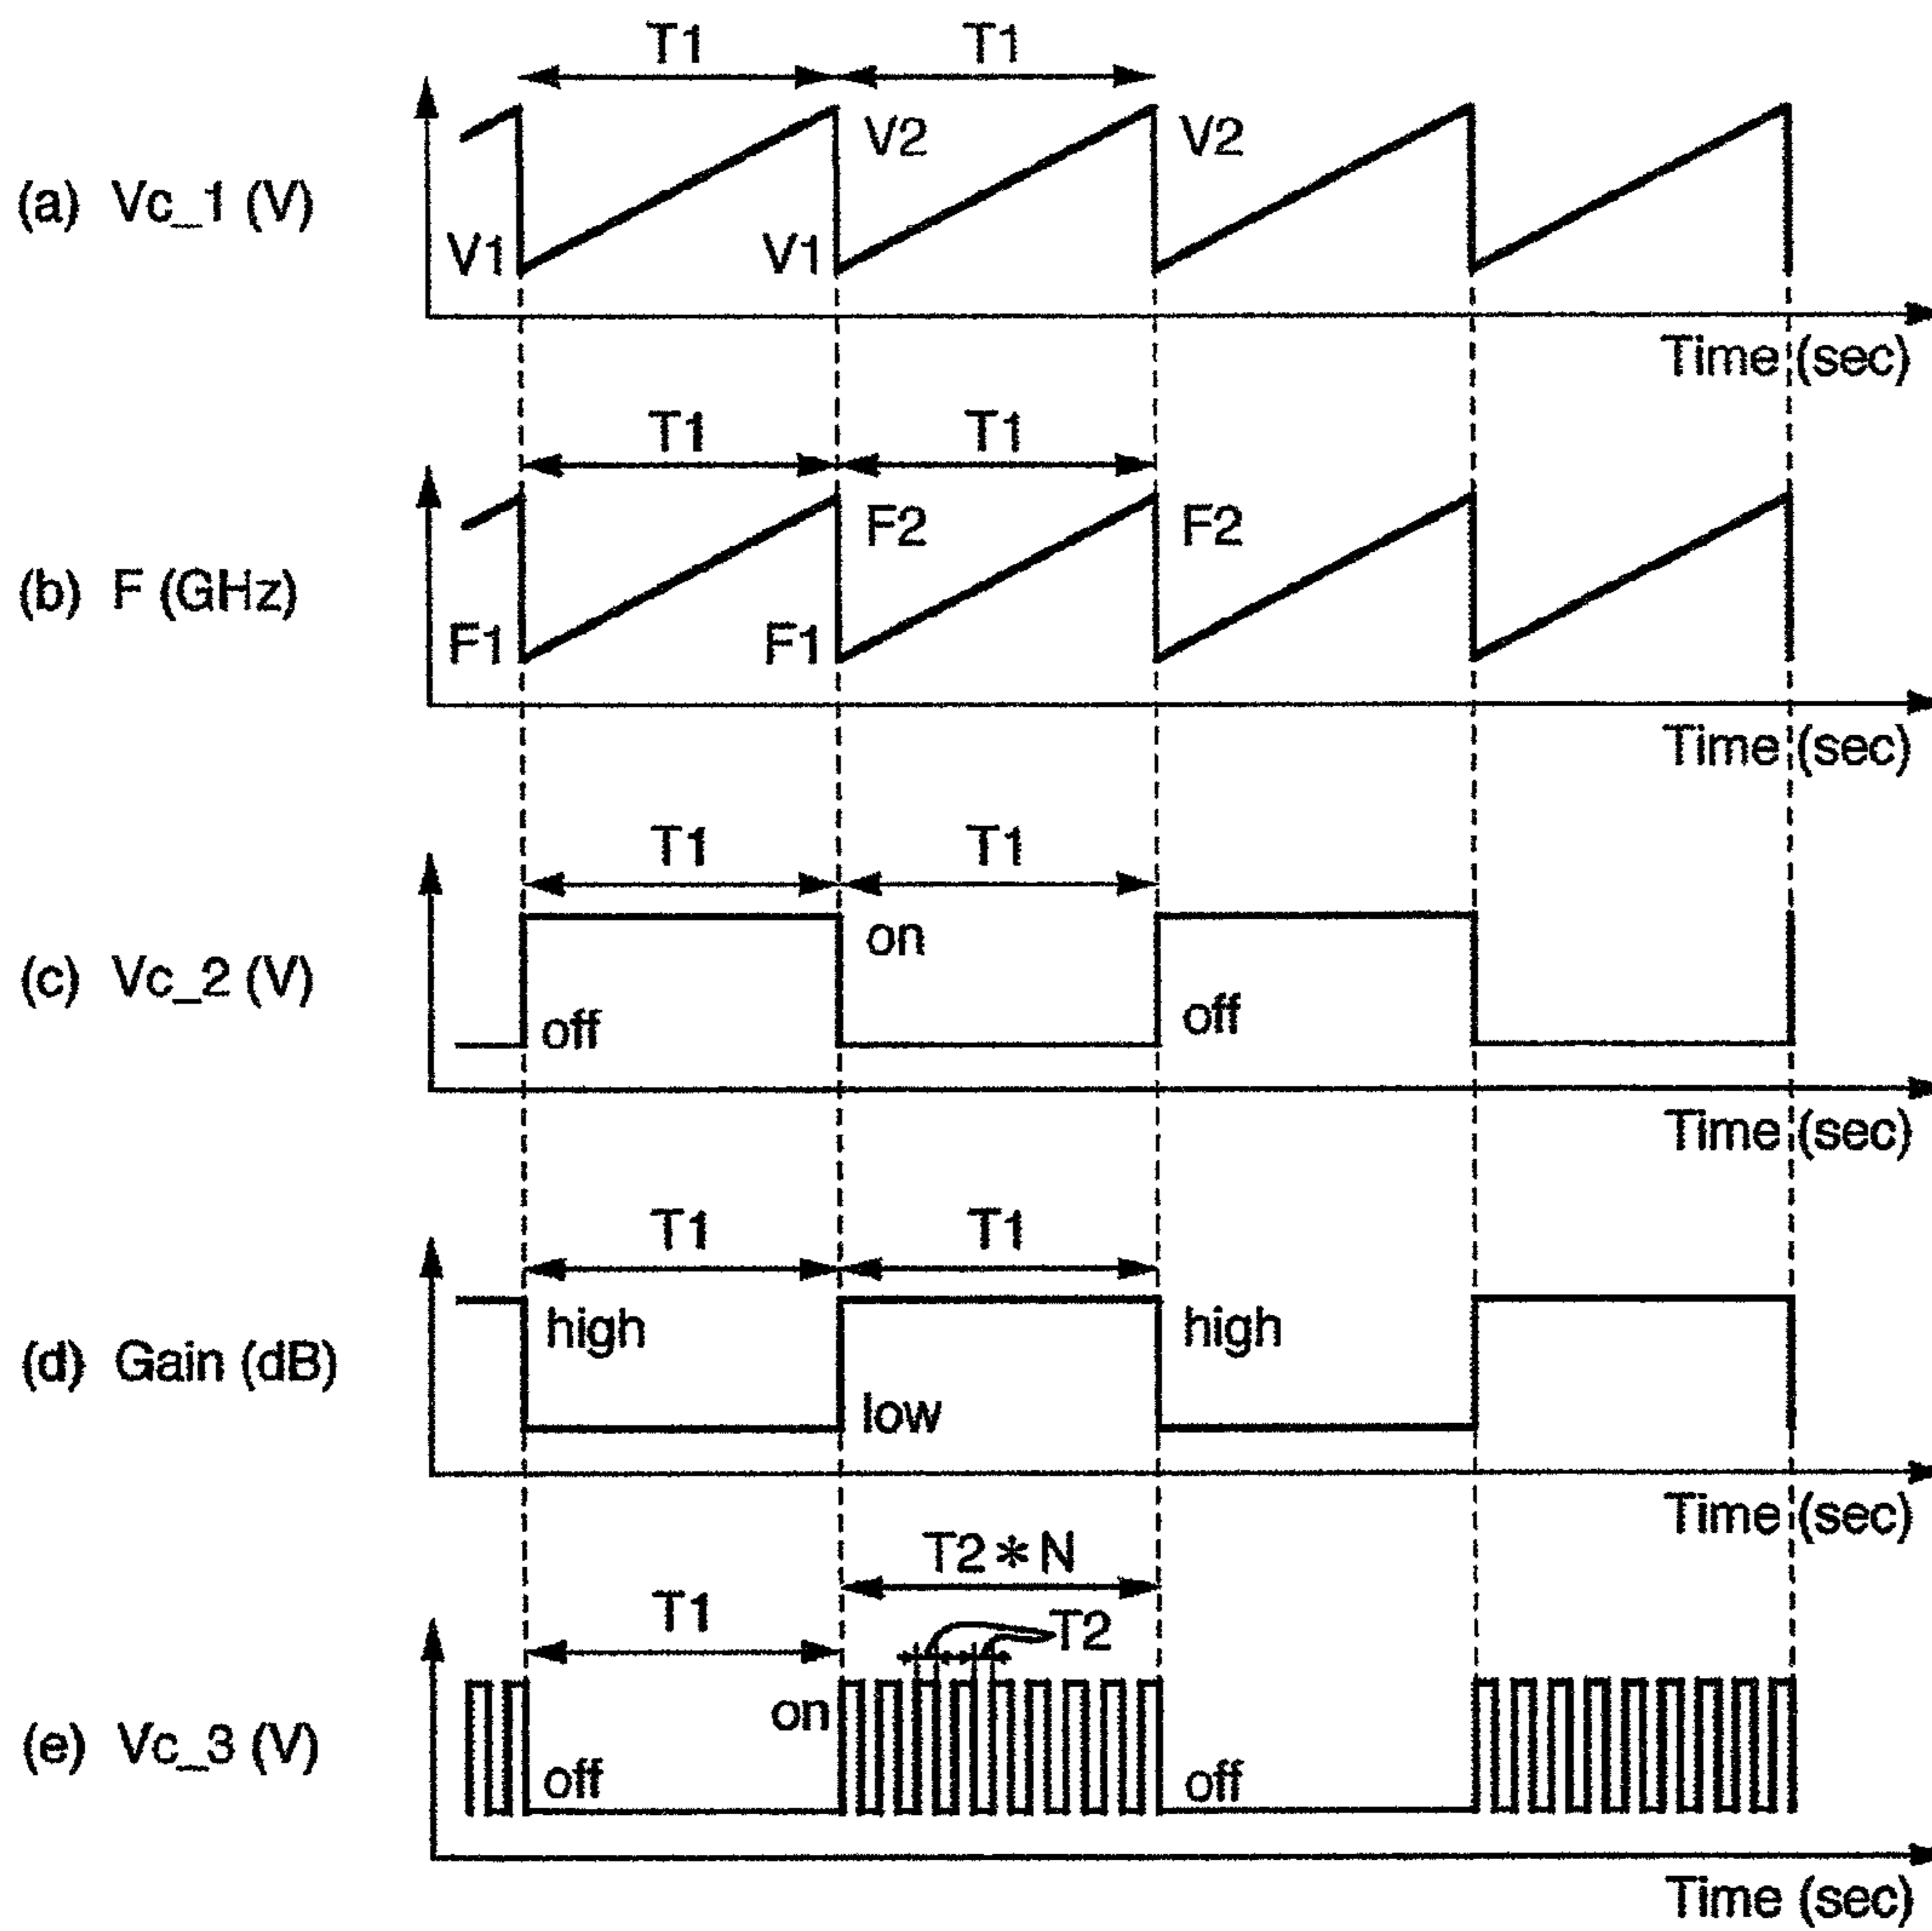 T1 T1
(a) Vc_1 (V)
V1 V2 V1 V2
Time (sec)
T1 T1
(b) F (GHz)
F1 F2 F1 F2
Time (sec)
T1 T1
(c) Vc_2 (V)
off on off
Time (sec)
T1 T1
(d) Gain (dB)
high low high
Time (sec)
T2*N
T1 T2
(e) Vc_3 (V)
off on off
Time (sec)